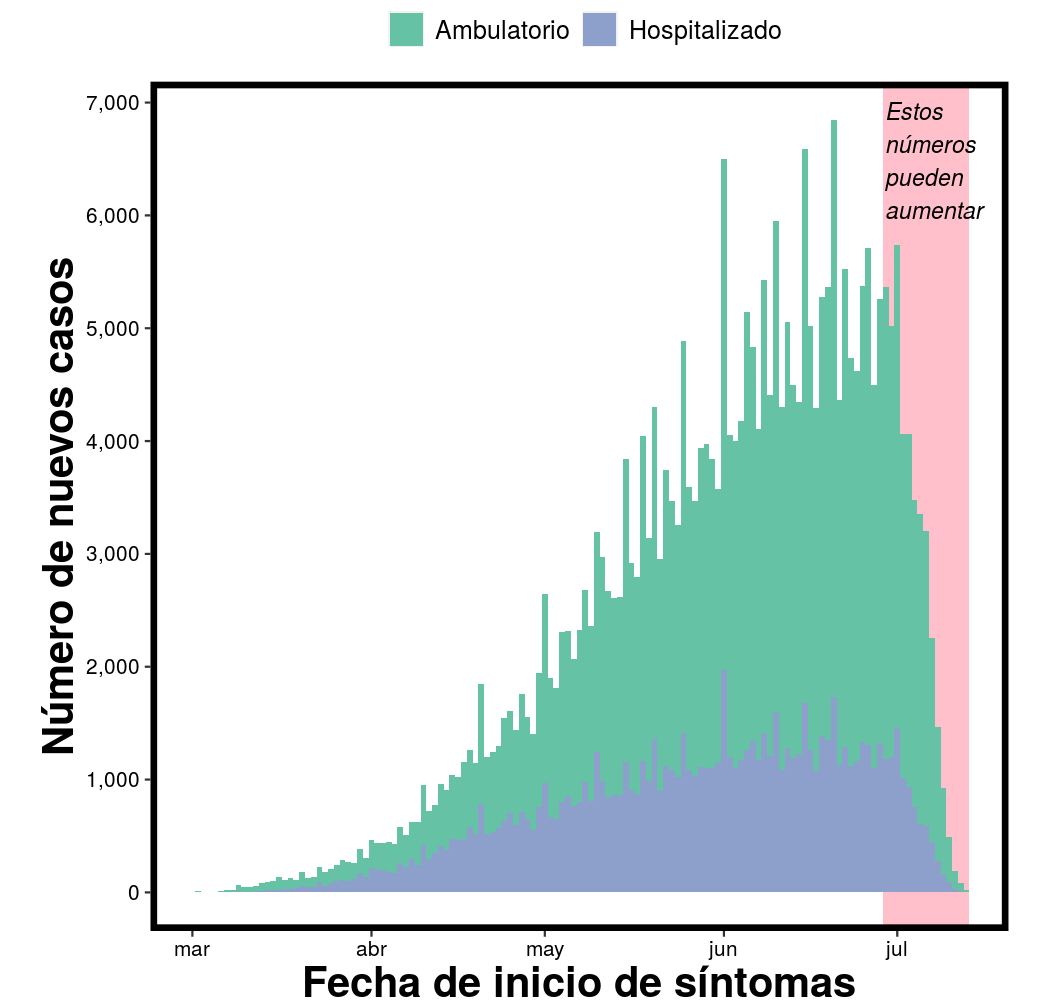 Ambulatorio Hospitalizado
7,000
6,000
5,000
4,000
3,000
2,000
1,000
0
Estos
números
pueden
aumentar
Número de nuevos casos
mar abr may jun jul
Fecha de inicio de síntomas